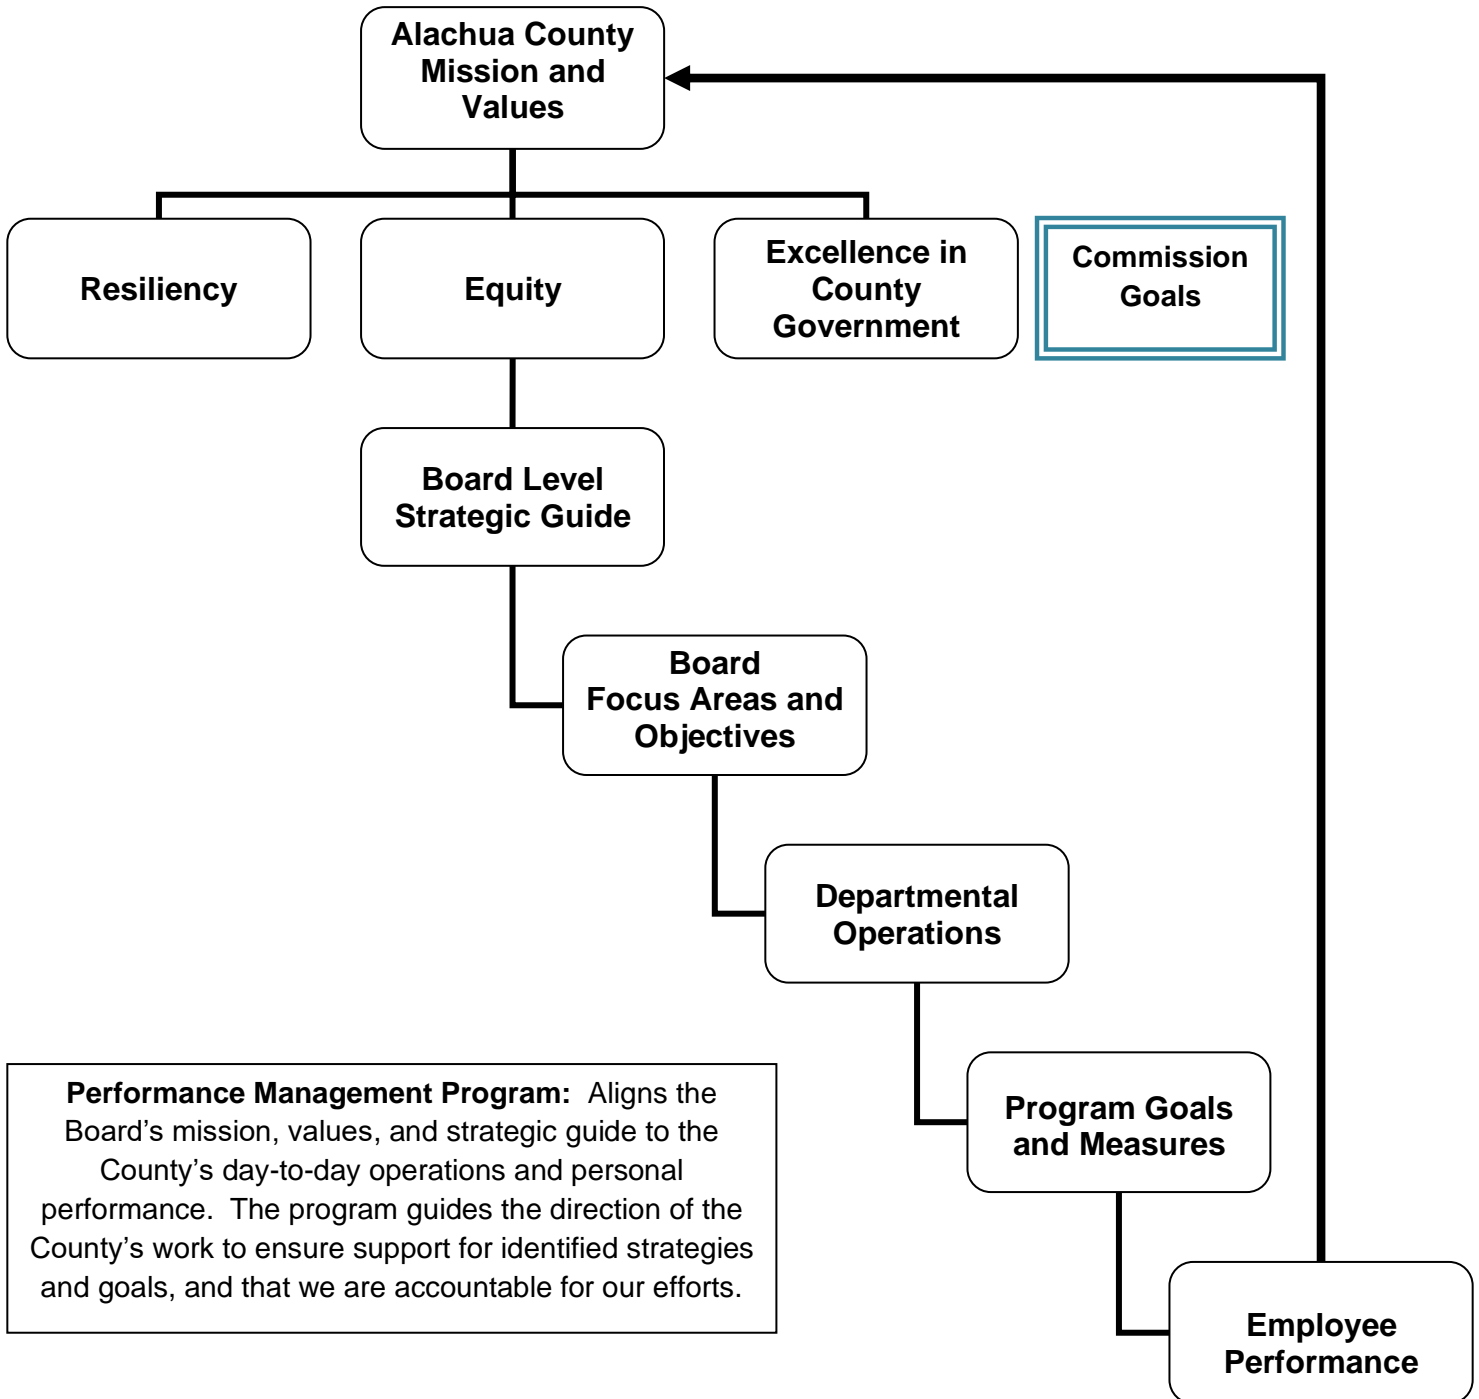 Alachua County
Mission and
Values
Resiliency
Equity
Excellence in
County
Government
Commission
Goals
Board Level
Strategic Guide
Board
Focus Areas and
Objectives
Departmental
Operations
Program Goals
and Measures
Performance Management Program:  Aligns the
Board’s mission, values, and strategic guide to the
County’s day-to-day operations and personal
performance.  The program guides the direction of the
County’s work to ensure support for identified strategies
and goals, and that we are accountable for our efforts.
Employee
Performance